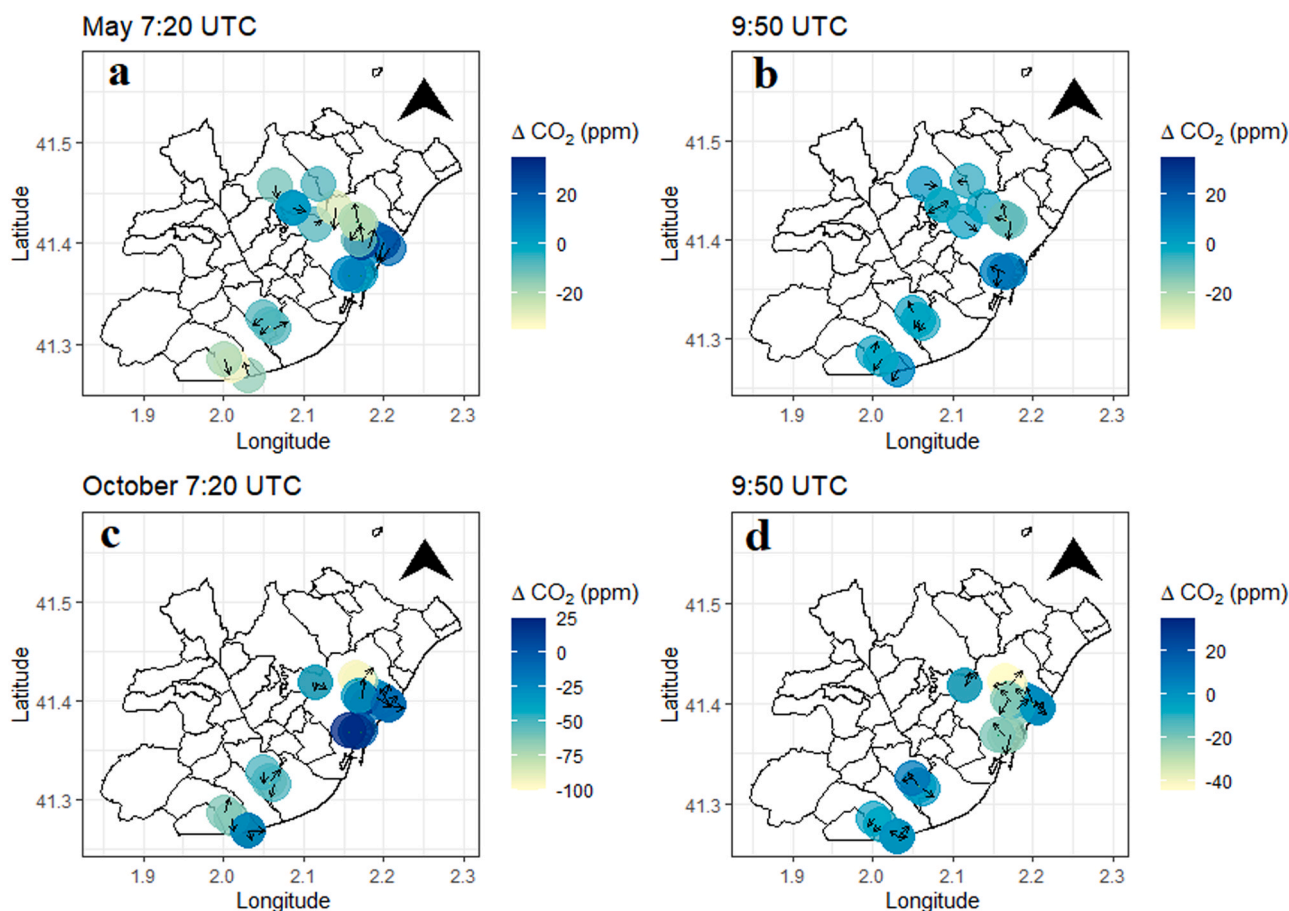 May 7:20 UTC
9:50 UTC
a
b
Δ CO2 (ppm)
20
0
-20
Δ CO2 (ppm)
20
0
-20
Latitude
41.5
41.4
41.3
Latitude
41.5
41.4
41.3
1.9 2.0 2.1 2.2 2.3
1.9 2.0 2.1 2.2 2.3
Longitude
Longitude
October 7:20 UTC
9:50 UTC
c
d
Δ CO2 (ppm)
25
0
-25
-50
-75
-100
Δ CO2 (ppm)
20
0
-20
-40
Latitude
41.5
41.4
41.3
Latitude
41.5
41.4
41.3
1.9 2.0 2.1 2.2 2.3
1.9 2.0 2.1 2.2 2.3
Longitude
Longitude